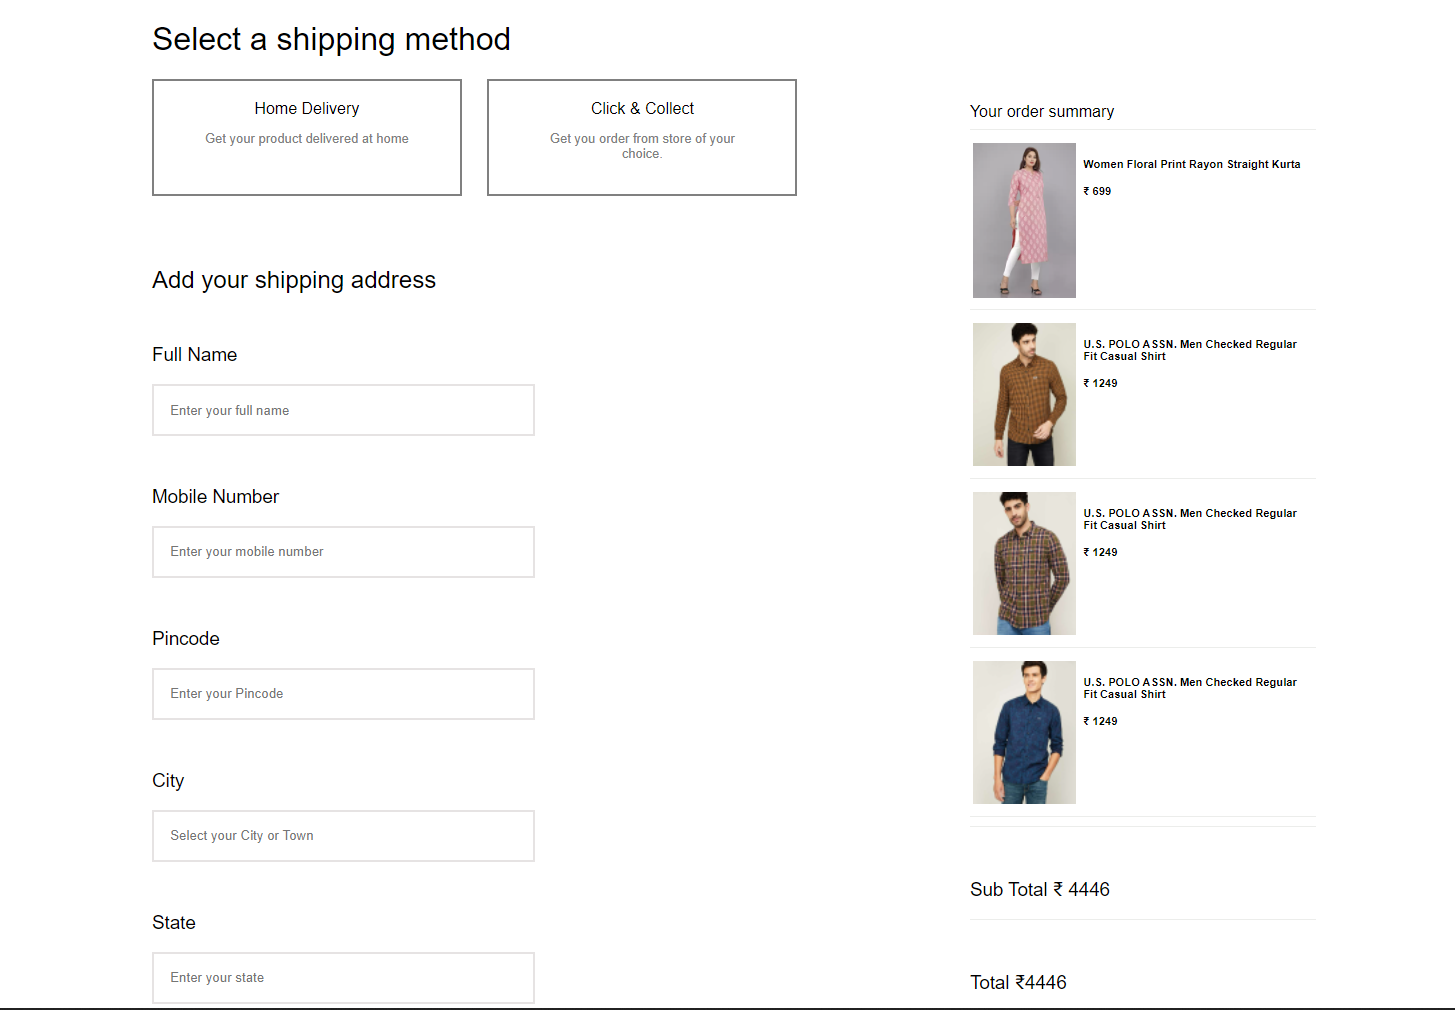 Select a shipping method
Home Delivery
Get your product delivered at home
Click & Collect
Get you order from store of your
choice.
Add your shipping address
Full Name
Enter your full name
Mobile Number
Enter your mobile number
Pincode
Enter your Pincode
City
Select your City or Town
State
Enter your state
Your order summary
Women Floral Print Rayon Straight Kurta
₹ 699
U.S. POLO ASSN. Men Checked Regular
Fit Casual Shirt
₹ 1249
U.S. POLO ASSN. Men Checked Regular
Fit Casual Shirt
₹ 1249
U.S. POLO ASSN. Men Checked Regular
Fit Casual Shirt
₹ 1249
Sub Total ₹ 4446
Total ₹4446